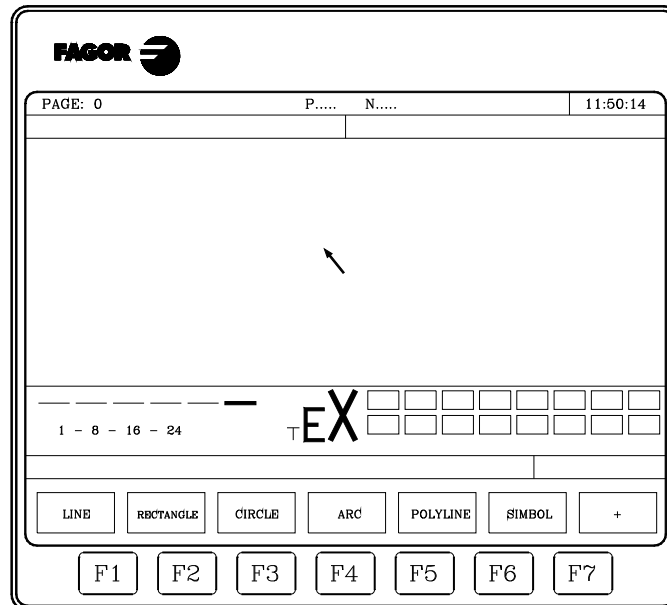 FAGOR
PAGE: 0 P..... N..... 11:50:14
1 - 8 - 16 - 24 TEX
LINE RECTANGLE CIRCLE ARC POLYLINE SIMBOL +
F1 F2 F3 F4 F5 F6 F7